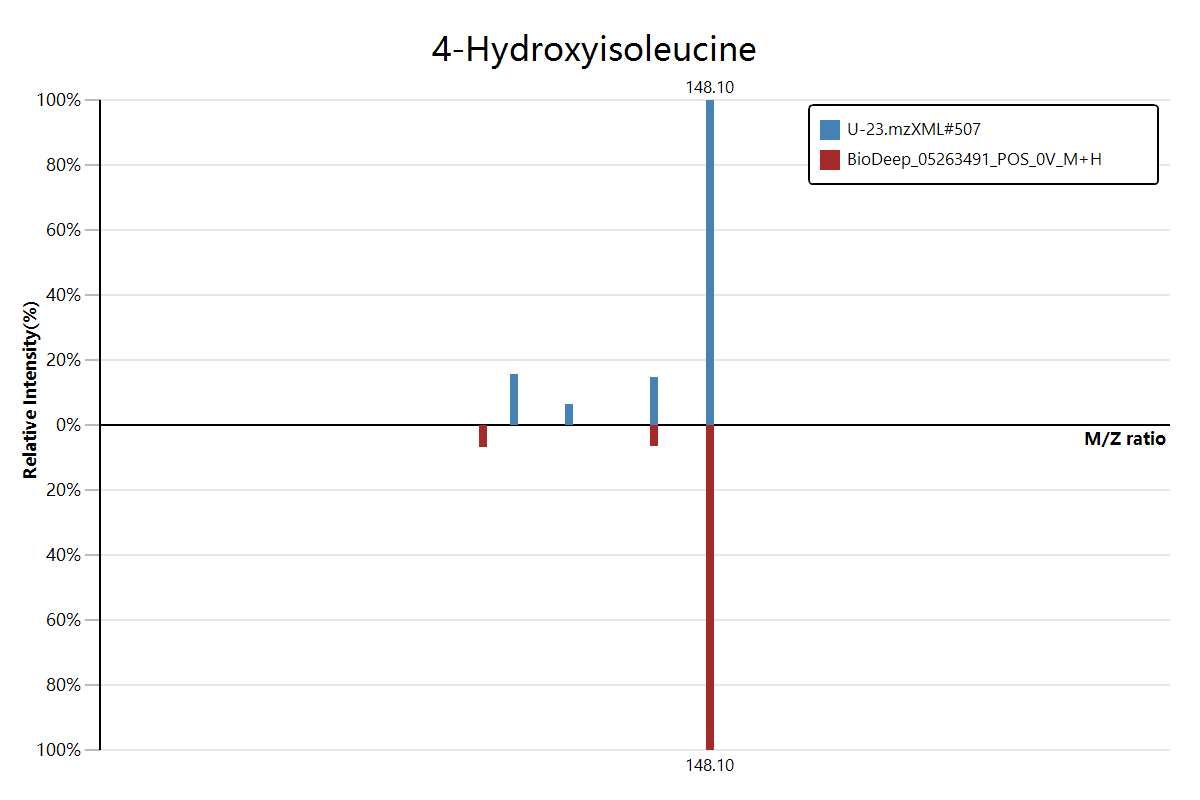 4-Hydroxyisoleucine
148.10
U-23.mzXML#507
BioDeep_05263491_POS_0V_M+H
100%
80%
60%
40%
20%
0%
20%
40%
60%
80%
100%
Relative Intensity(%)
M/Z ratio
148.10